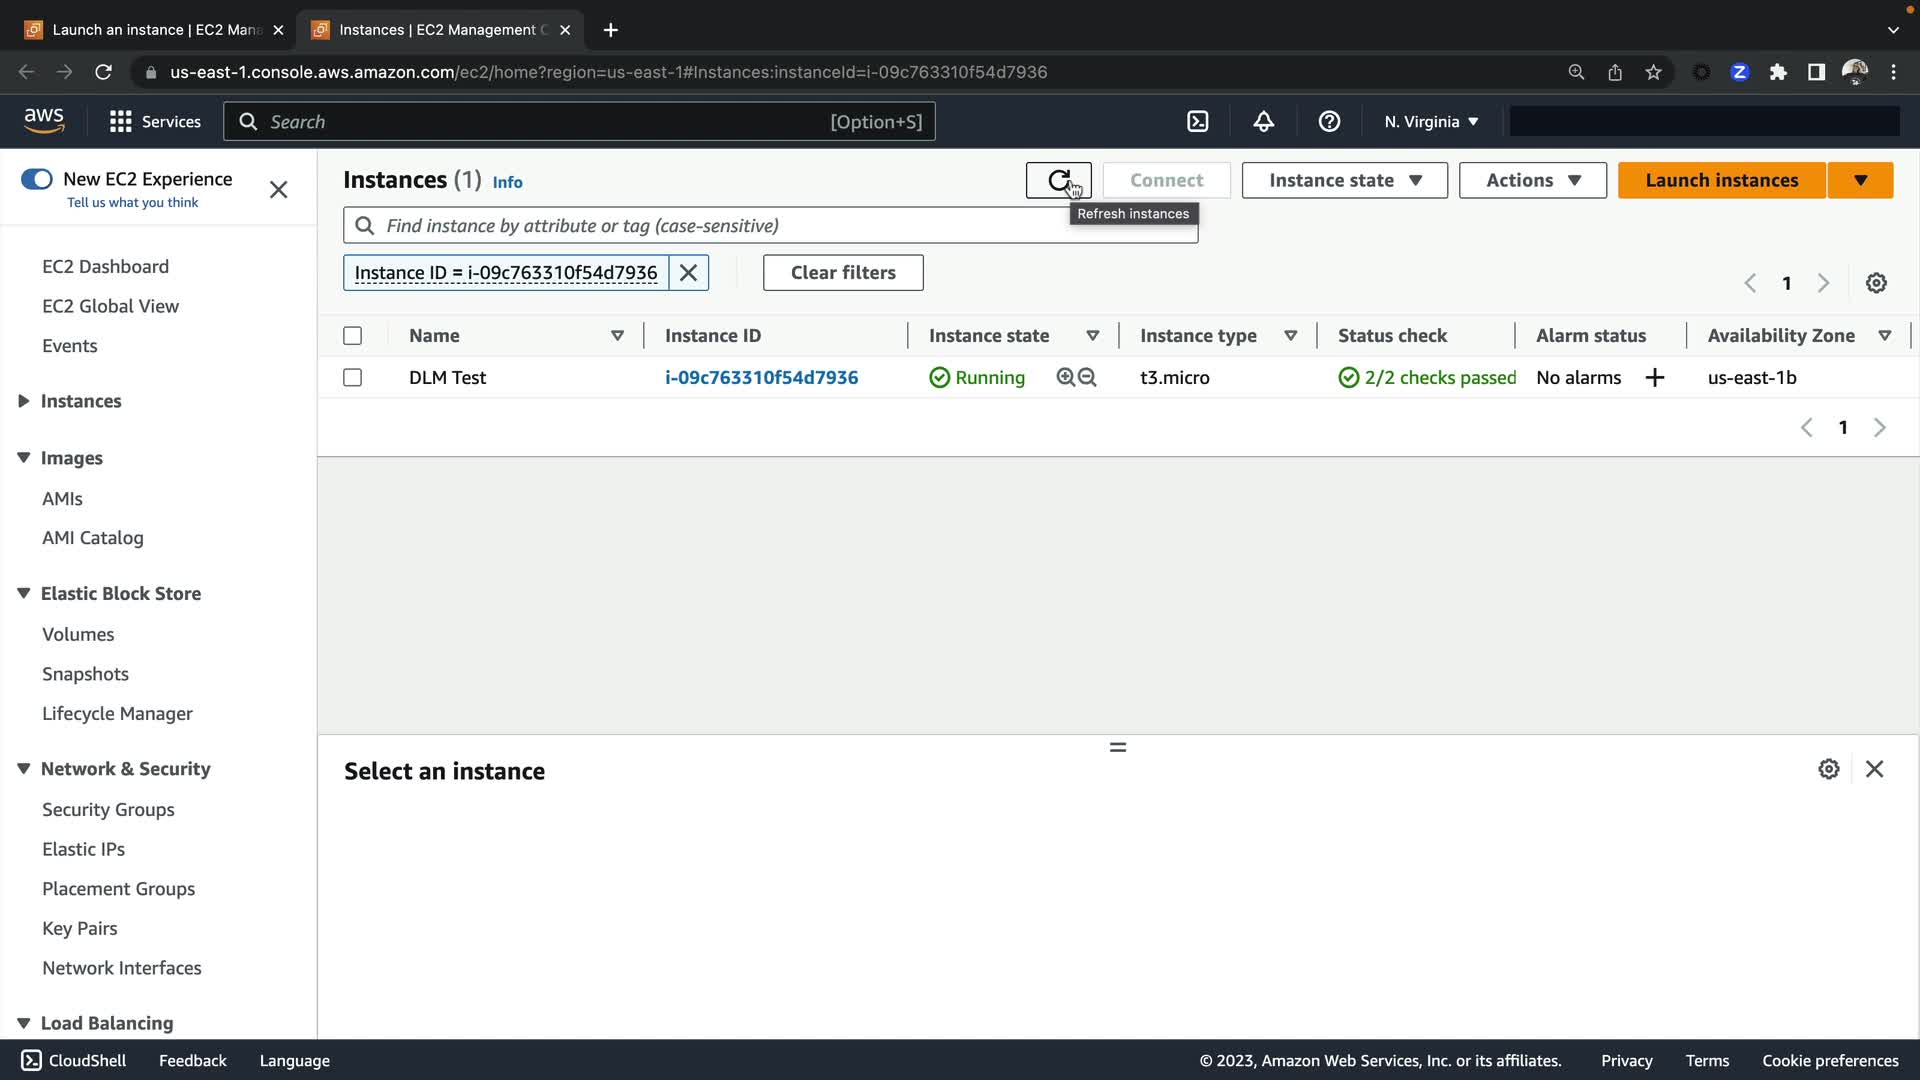 Launch an instance | EC2 Mana
Instances | EC2 Management C
us-east-1.console.aws.amazon.com/ec2/home?region=us-east-1#Instances:instanceId=i-09c763310f54d7936
Z
aws
Services
Search
[Option+S]
N. Virginia
New EC2 Experience
Tell us what you think
EC2 Dashboard
EC2 Global View
Events
Instances
Images
AMIs
AMI Catalog
Elastic Block Store
Volumes
Snapshots
Lifecycle Manager
Network & Security
Security Groups
Elastic IPs
Placement Groups
Key Pairs
Network Interfaces
Load Balancing
Instances (1) Info
Connect
Instance state
Actions
Launch instances
Refresh instances
Find instance by attribute or tag (case-sensitive)
Instance ID = i-09c763310f54d7936
Clear filters
1
Name
Instance ID
Instance state
Instance type
Status check
Alarm status
Availability Zone
DLM Test
i-09c763310f54d7936
Running
t3.micro
2/2 checks passed
No alarms
us-east-1b
1
Select an instance
CloudShell
Feedback
Language
© 2023, Amazon Web Services, Inc. or its affiliates.
Privacy
Terms
Cookie preferences